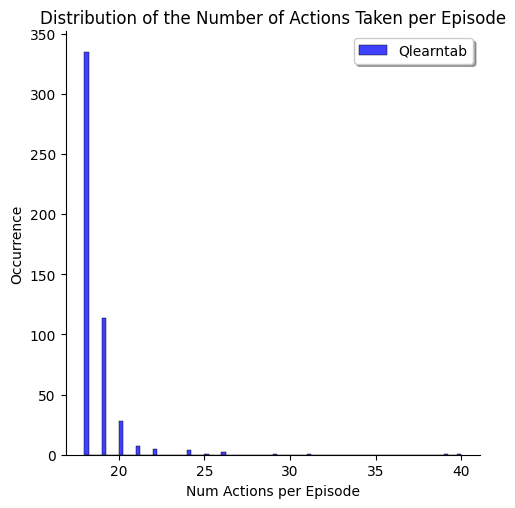 Distribution of the Number of Actions Taken per Episode
350
Qlearntab
300
250
200
150
100
50
0
Occurrence
20 25 30 35 40
Num Actions per Episode